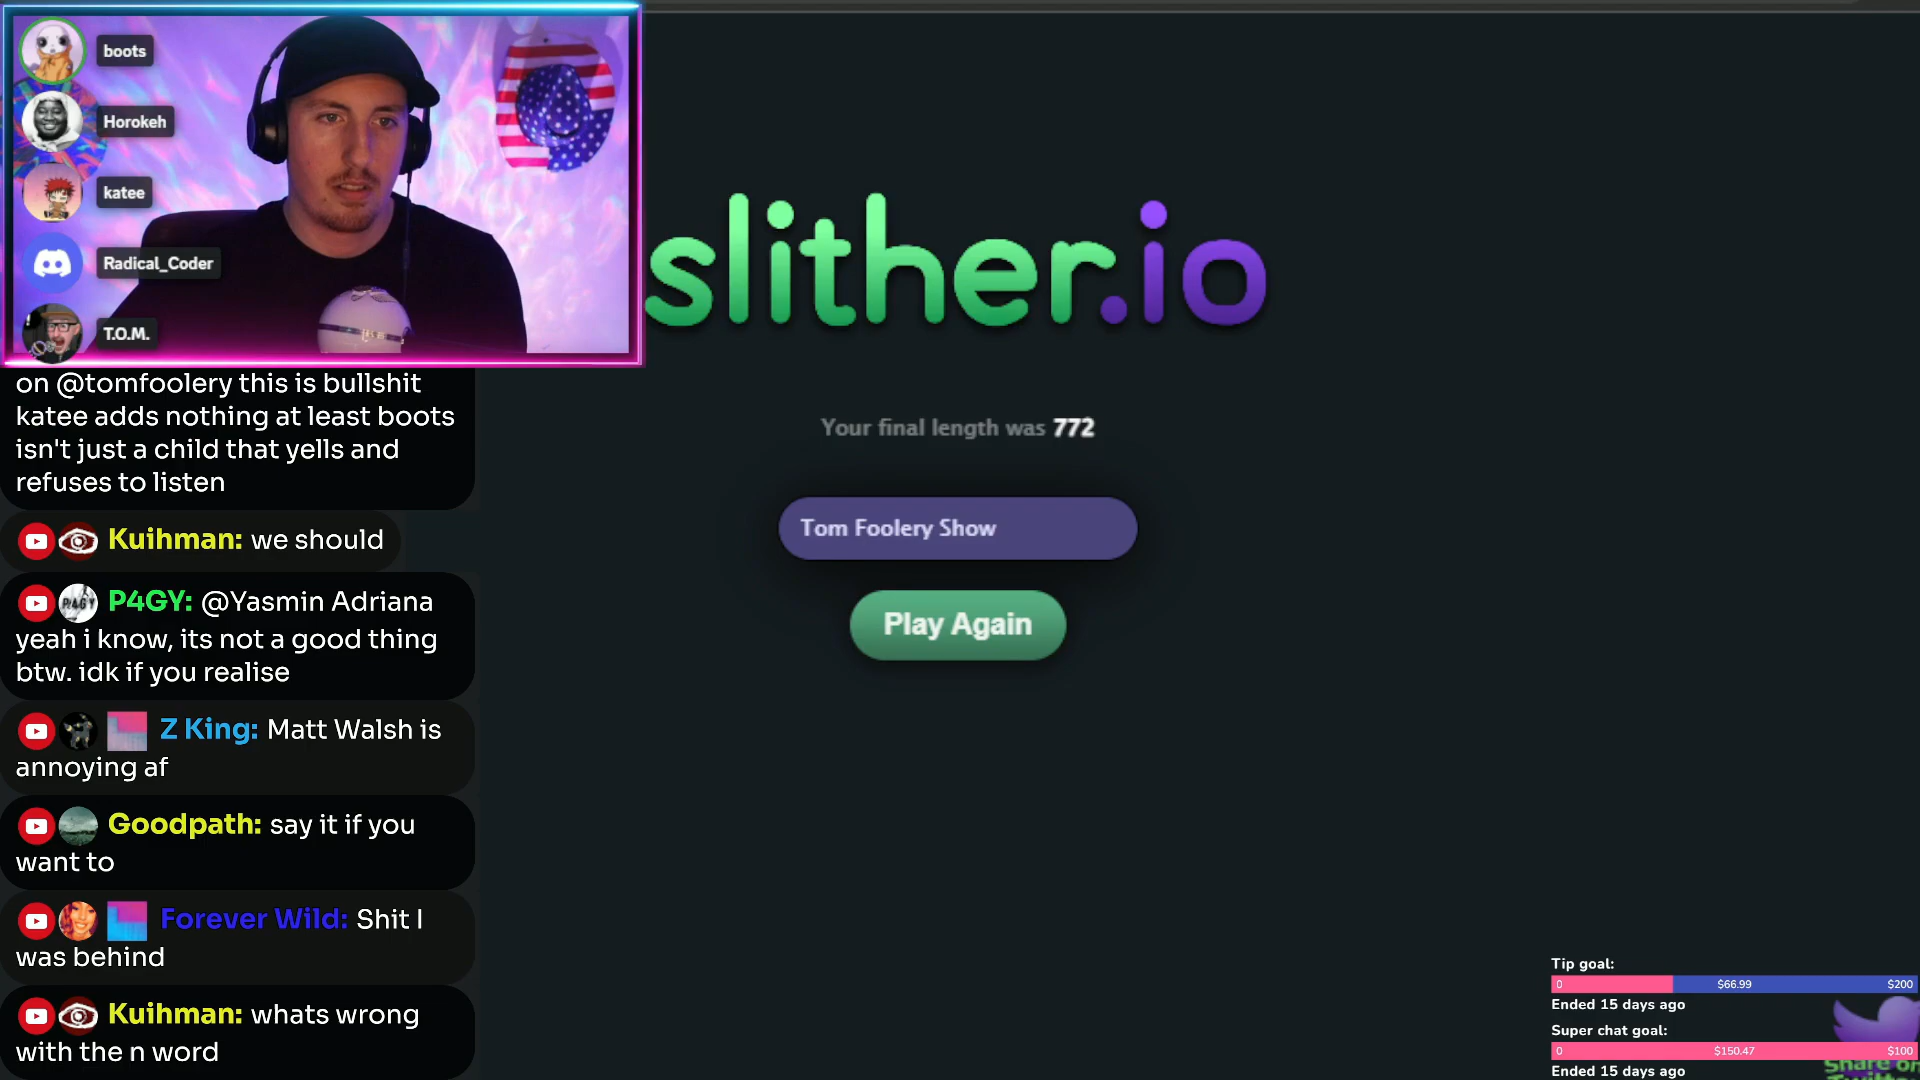 boots
Horokeh
katee
Radical_Coder
T.O.M.
on @tomfoolery this is bullshit
katee adds nothing at least boots
isn't just a child that yells and
refuses to listen
Kuihman: we should
P4GY: @Yasmin Adriana
yeah i know, its not a good thing
btw. idk if you realise
Z King: Matt Walsh is
annoying af
Goodpath: say it if you
want to
Forever Wild: Shit I
was behind
Kuihman: whats wrong
with the n word
slither.io
Your final length was 772
Tom Foolery Show
Play Again
Tip goal:
0 $66.99 $200
Ended 15 days ago
Super chat goal:
0 $150.47 $100
Ended 15 days ago
Share on